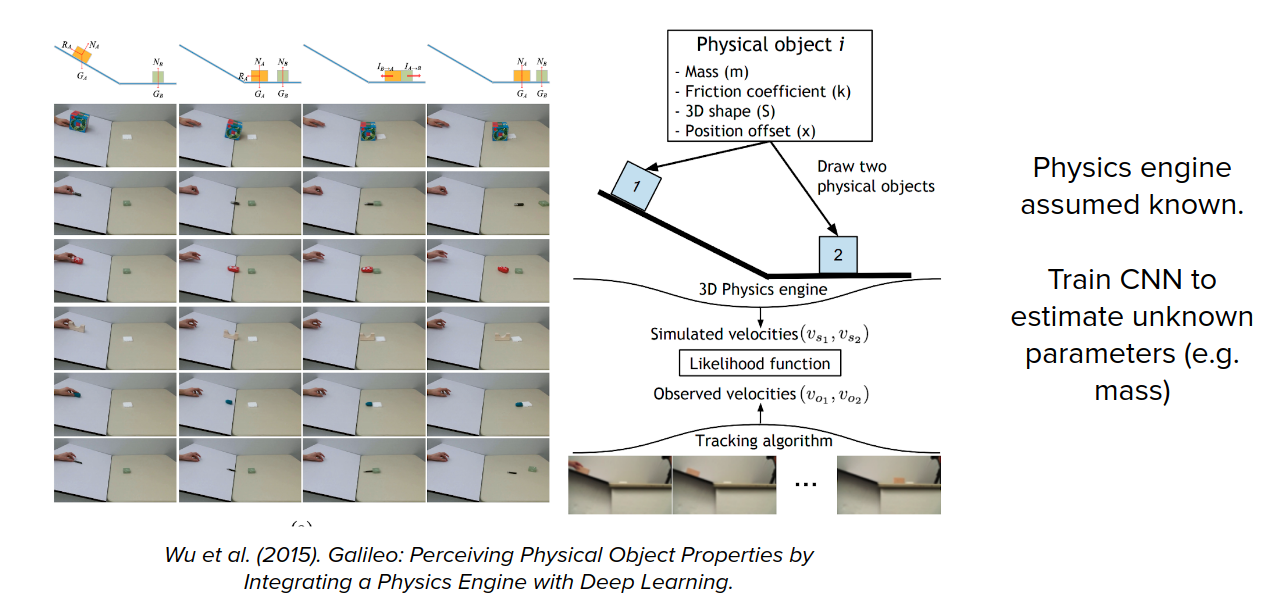 R_A N_A
N_B
G_A
G_B
N_A N_B
R_A
G_A G_B
I_{B→A} I_{A→B}
N_A N_B
G_A G_B
Physical object i
- Mass (m)
- Friction coefficient (k)
- 3D shape (S)
- Position offset (x)
Draw two
physical objects
1
2
3D Physics engine
Simulated velocities (v_{s_1}, v_{s_2})
Likelihood function
Observed velocities (v_{o_1}, v_{o_2})
Tracking algorithm
...
Physics engine
assumed known.
Train CNN to
estimate unknown
parameters (e.g.
mass)
Wu et al. (2015). Galileo: Perceiving Physical Object Properties by
Integrating a Physics Engine with Deep Learning.